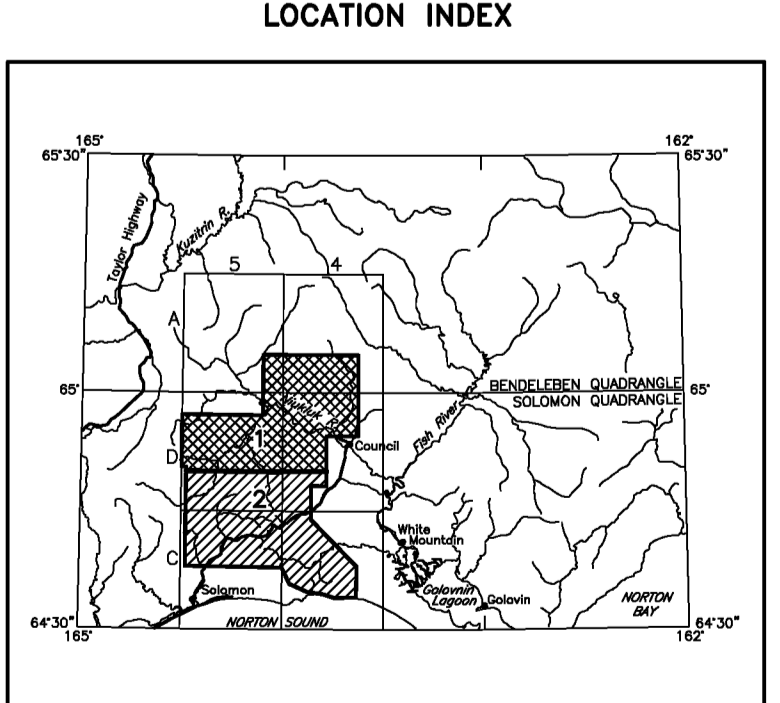 LOCATION INDEX
165° 162°
65°30" 65°30"
Taylor Highway
Kuzitrin R.
5 4
A
BENDELEBEN QUADRANGLE
65° 65°
SOLOMON QUADRANGLE
Niukluk R.
Fish River
1
Council
D
2
White
Mountain
C
Solomon
Golovnin
Lagoon
Golovin
NORTON
BAY
NORTON SOUND
64°30" 64°30"
165° 162°